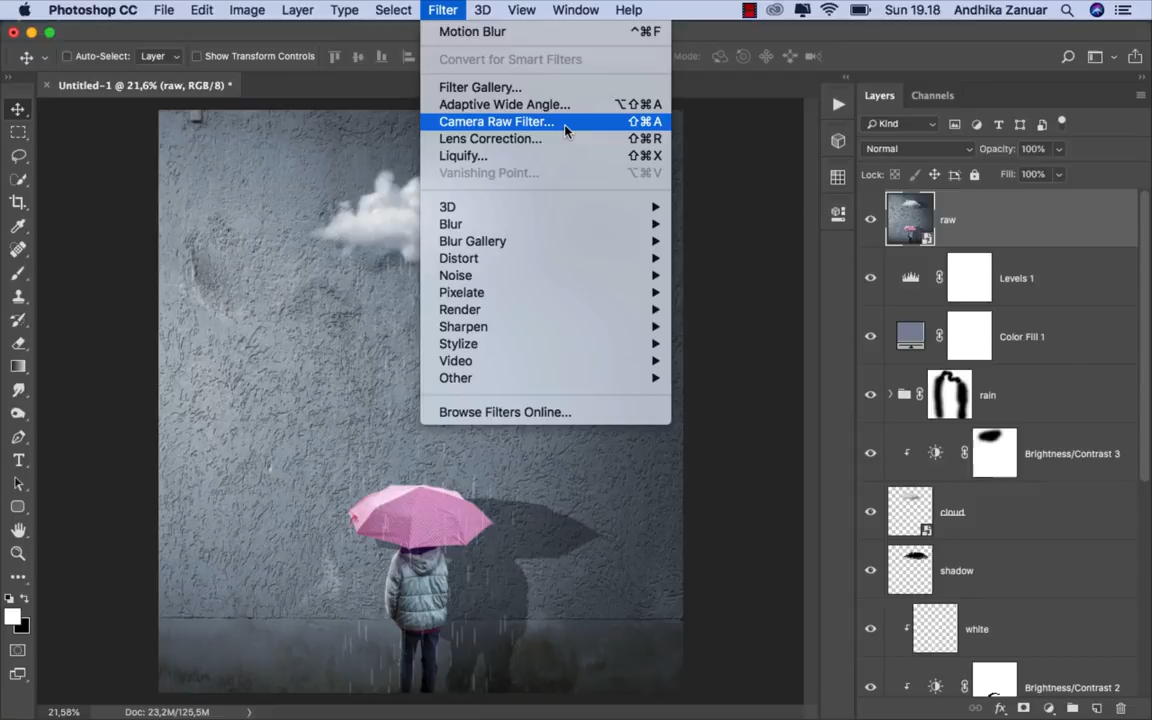 Photoshop CC File Edit Image Layer Type Select Filter 3D View Window Help Sun 19.18 Andhika Zanuar
Auto-Select: Layer Show Transform Controls Mode:
× Untitled-1 @ 21,6% (raw, RGB/8) *
Motion Blur ^⌘F
Convert for Smart Filters
Filter Gallery...
Adaptive Wide Angle... ⌥⇧⌘A
Camera Raw Filter... ⇧⌘A
Lens Correction... ⇧⌘R
Liquify... ⇧⌘X
Vanishing Point... ⌥⌘V
3D
Blur
Blur Gallery
Distort
Noise
Pixelate
Render
Sharpen
Stylize
Video
Other
Browse Filters Online...
Layers Channels
Kind
Normal Opacity: 100%
Lock: Fill: 100%
raw
Levels 1
Color Fill 1
rain
Brightness/Contrast 3
cloud
shadow
white
Brightness/Contrast 2
fx
21,58% Doc: 23,2M/125,5M